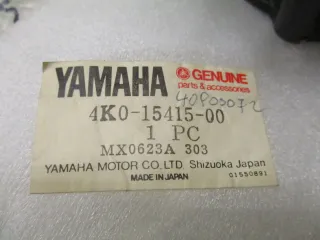 YAMAHA GENUINE
parts & accessories
40800072
4K0-15415-00
1 PC
MX0623A 303
YAMAHA MOTOR CO.,LTD Shizuoka Japan
MADE IN JAPAN 01550891